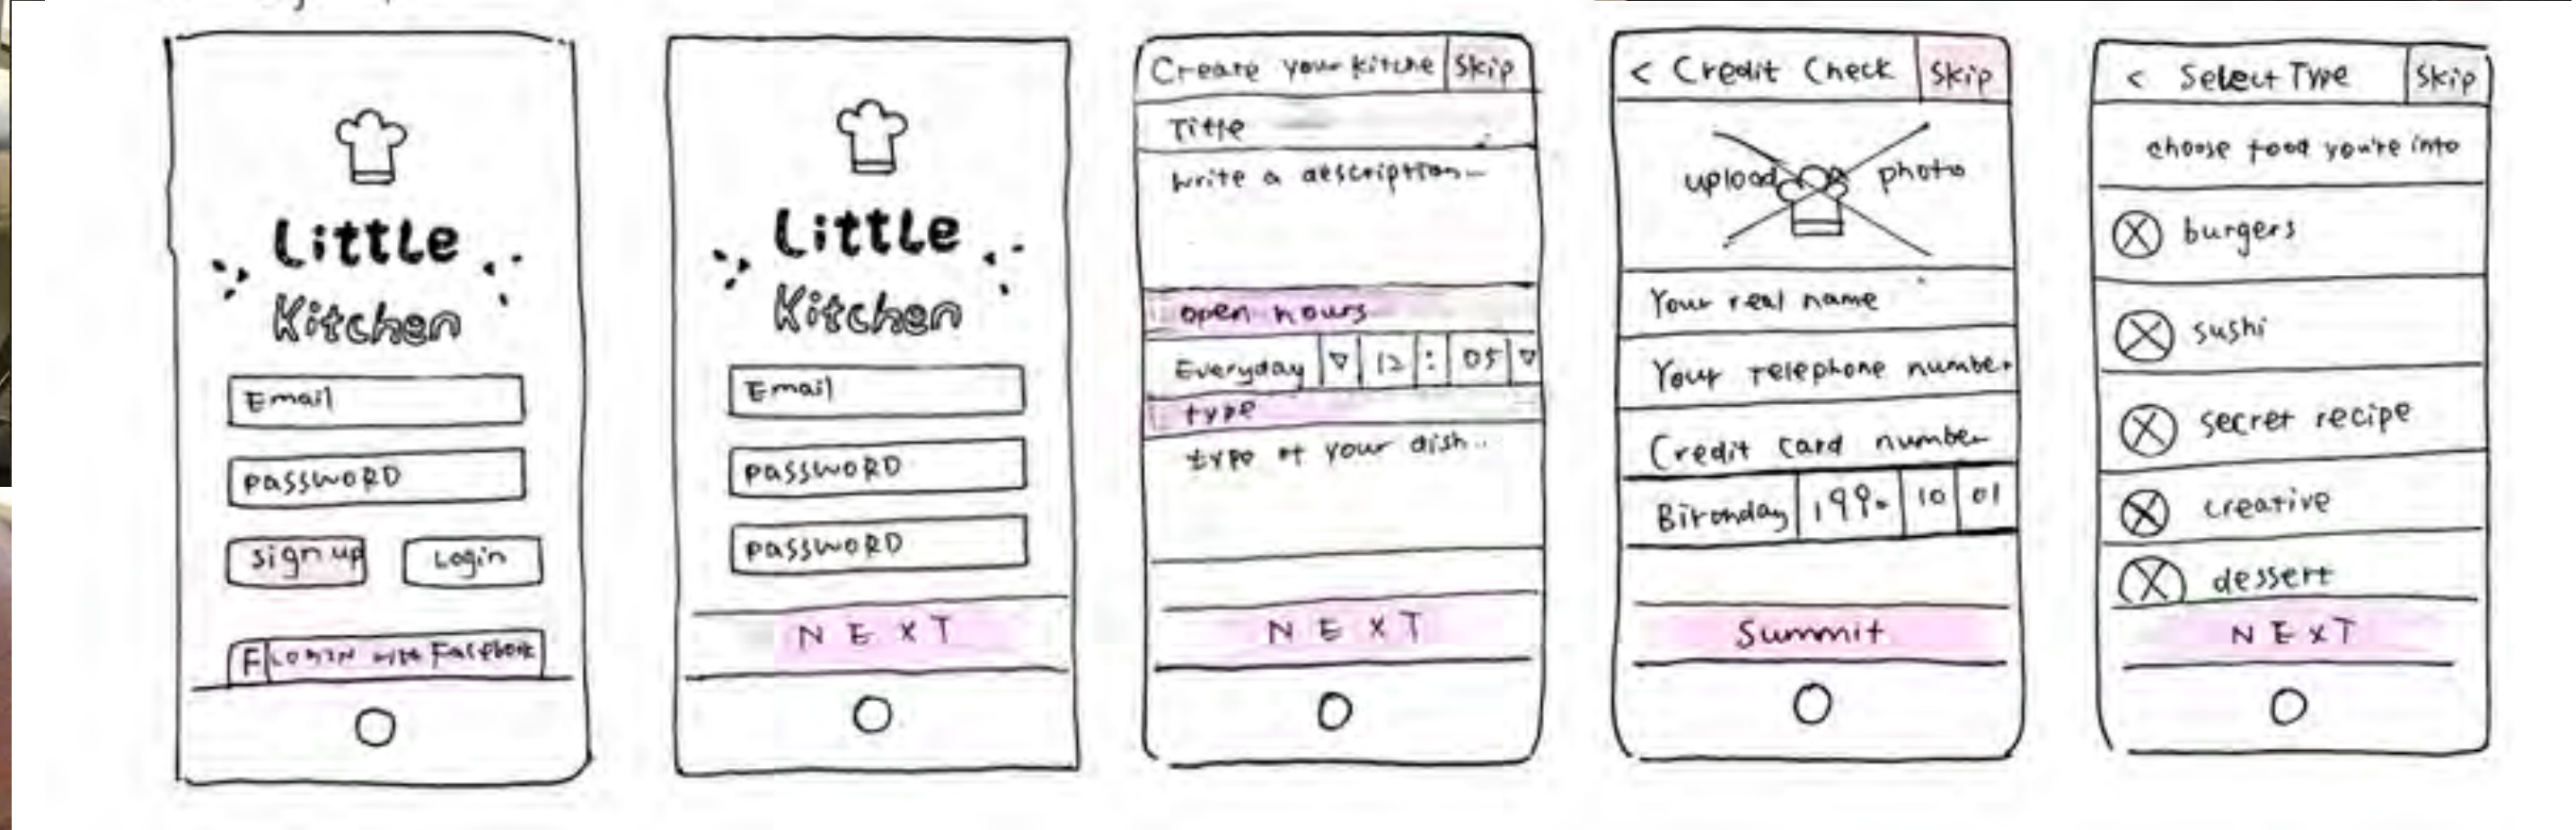 Little
Kitchen
Email
PASSWORD
sign up
Login
F LOGIN with Facebook
Little
Kitchen
Email
PASSWORD
PASSWORD
NEXT
Create your kitche Skip
Title
write a description...
open hours
Everyday 12 : 05
type
type of your dish..
NEXT
< Credit Check Skip
upload photo
Your real name
Your telephone number
Credit card number
Birthday 199. 10 01
Summit
< Select Type Skip
choose food you're into
burgers
sushi
secret recipe
creative
dessert
NEXT